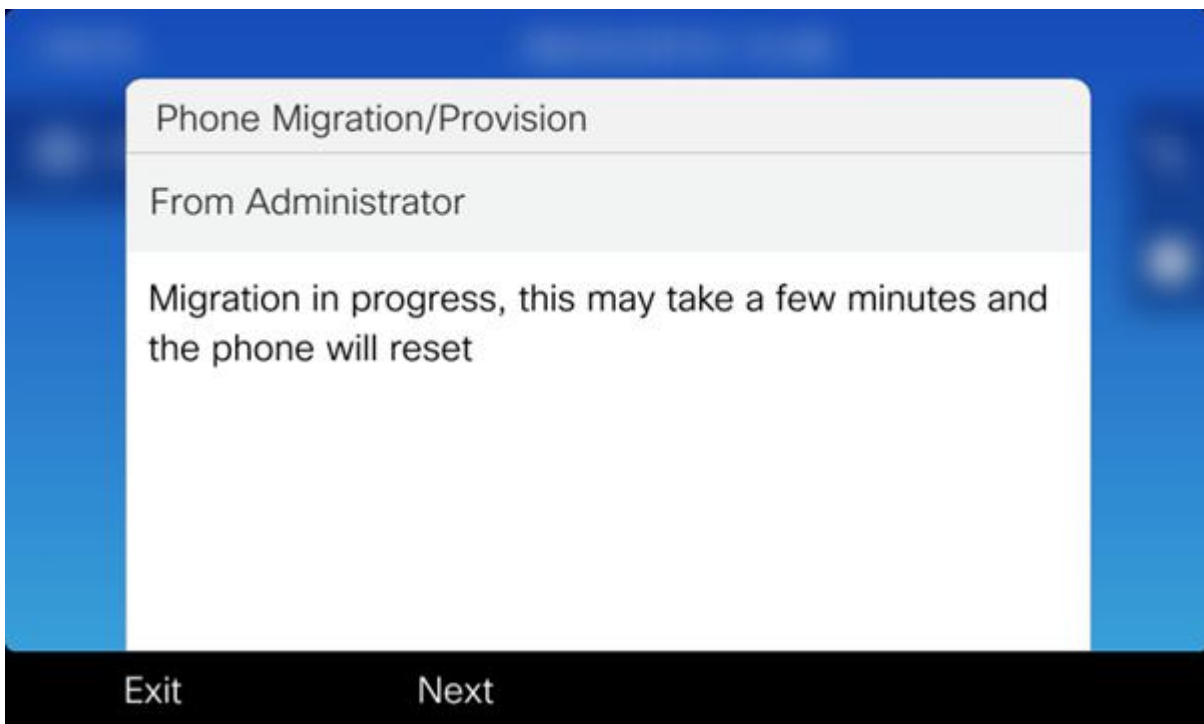 Phone Migration/Provision
From Administrator
Migration in progress, this may take a few minutes and
the phone will reset
Exit
Next